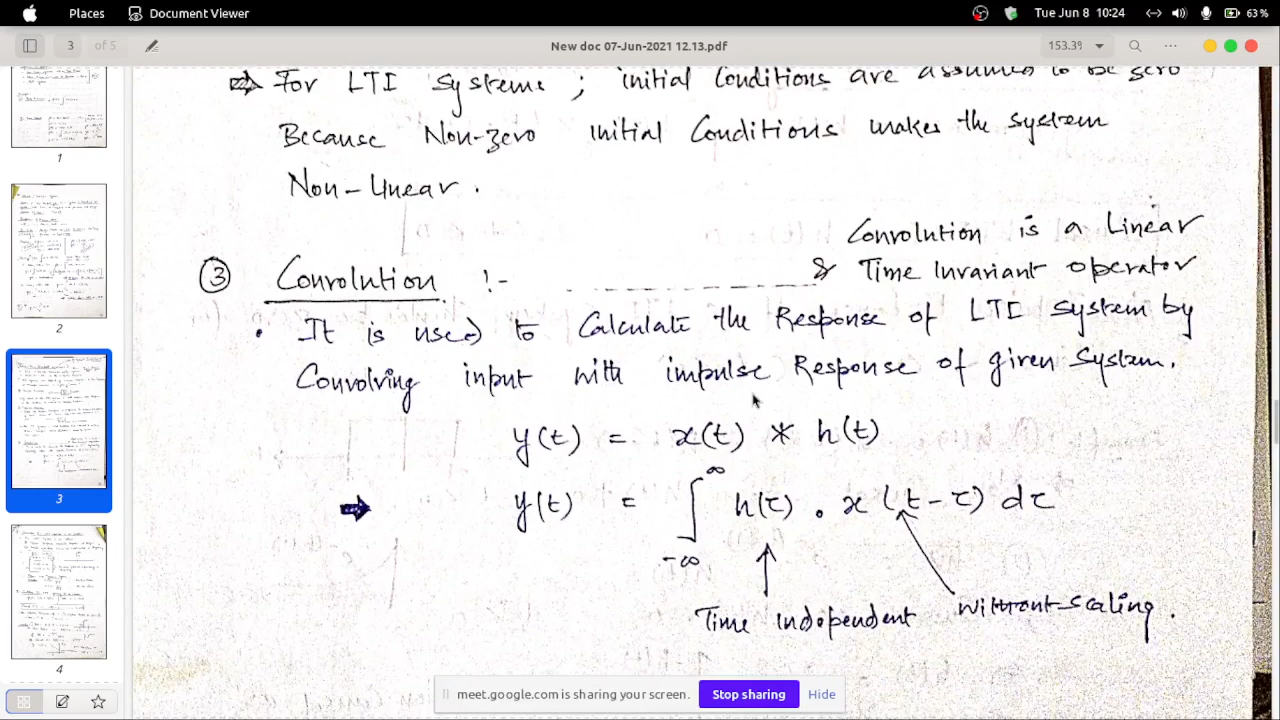 Places Document Viewer Tue Jun 8 10:24 63 %
3 of 5 New doc 07-Jun-2021 12.13.pdf 153.3%
⇒ For LTI Systems ; initial Conditions are assumed to be zero
Because Non-zero initial Conditions makes the system
Non-Linear .
Convolution is a Linear
& Time Invariant operator
③ Convolution :-
• It is used to Calculate the Response of LTI system by
Convolving input with impulse Response of given System.
y(t) = x(t) * h(t)
⇒ y(t) = ∫_{-∞}^{∞} h(τ) . x(t-τ) dτ
Time independent without scaling .
1
2
3
4
meet.google.com is sharing your screen. Stop sharing Hide